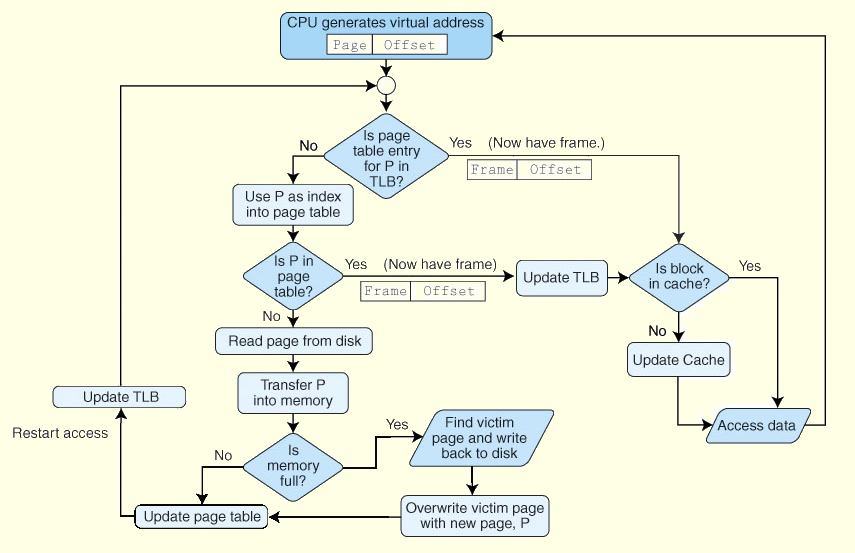 CPU generates virtual address
Page Offset
Is page
table entry
for P in
TLB?
No
Yes (Now have frame.)
Frame Offset
Use P as index
into page table
Is P in
page
table?
Yes (Now have frame)
Frame Offset
Update TLB
Is block
in cache?
Yes
No
Update Cache
Access data
No
Read page from disk
Transfer P
into memory
Is
memory
full?
Yes
Find victim
page and write
back to disk
Overwrite victim page
with new page, P
No
Update page table
Restart access
Update TLB